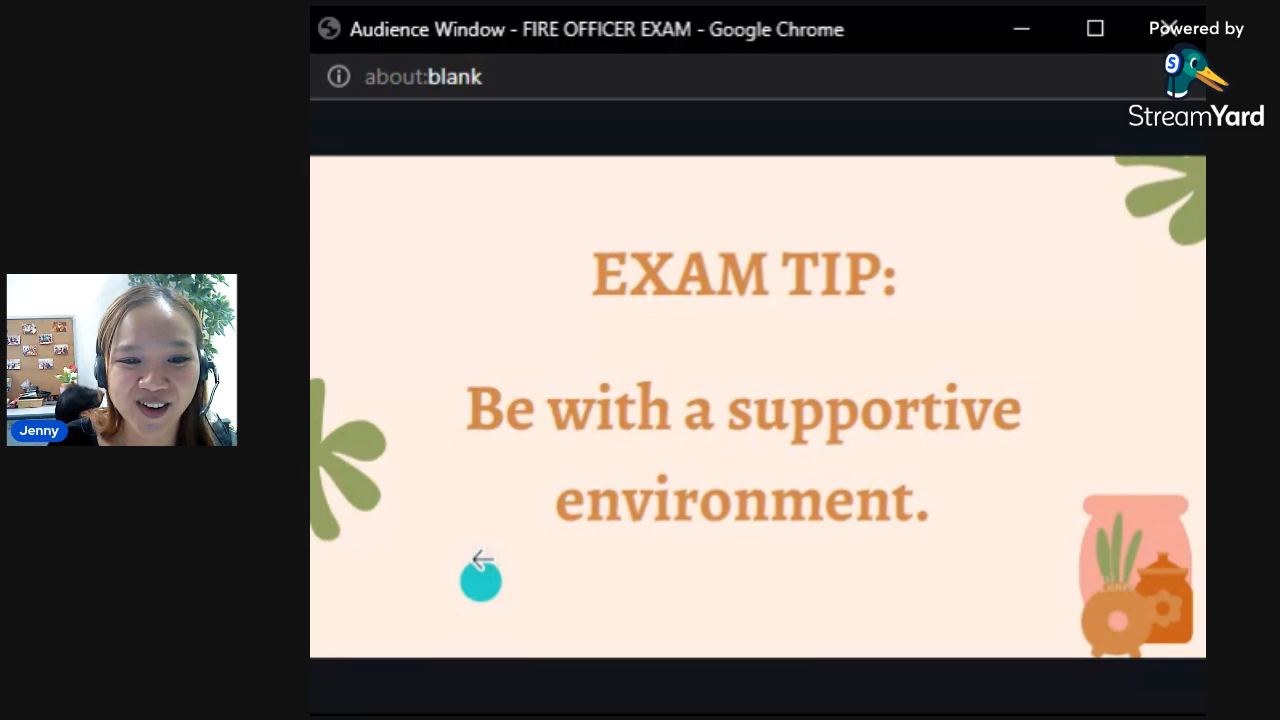 Audience Window - FIRE OFFICER EXAM - Google Chrome
Powered by
about:blank
S
StreamYard
EXAM TIP:
Be with a supportive
environment.
Jenny